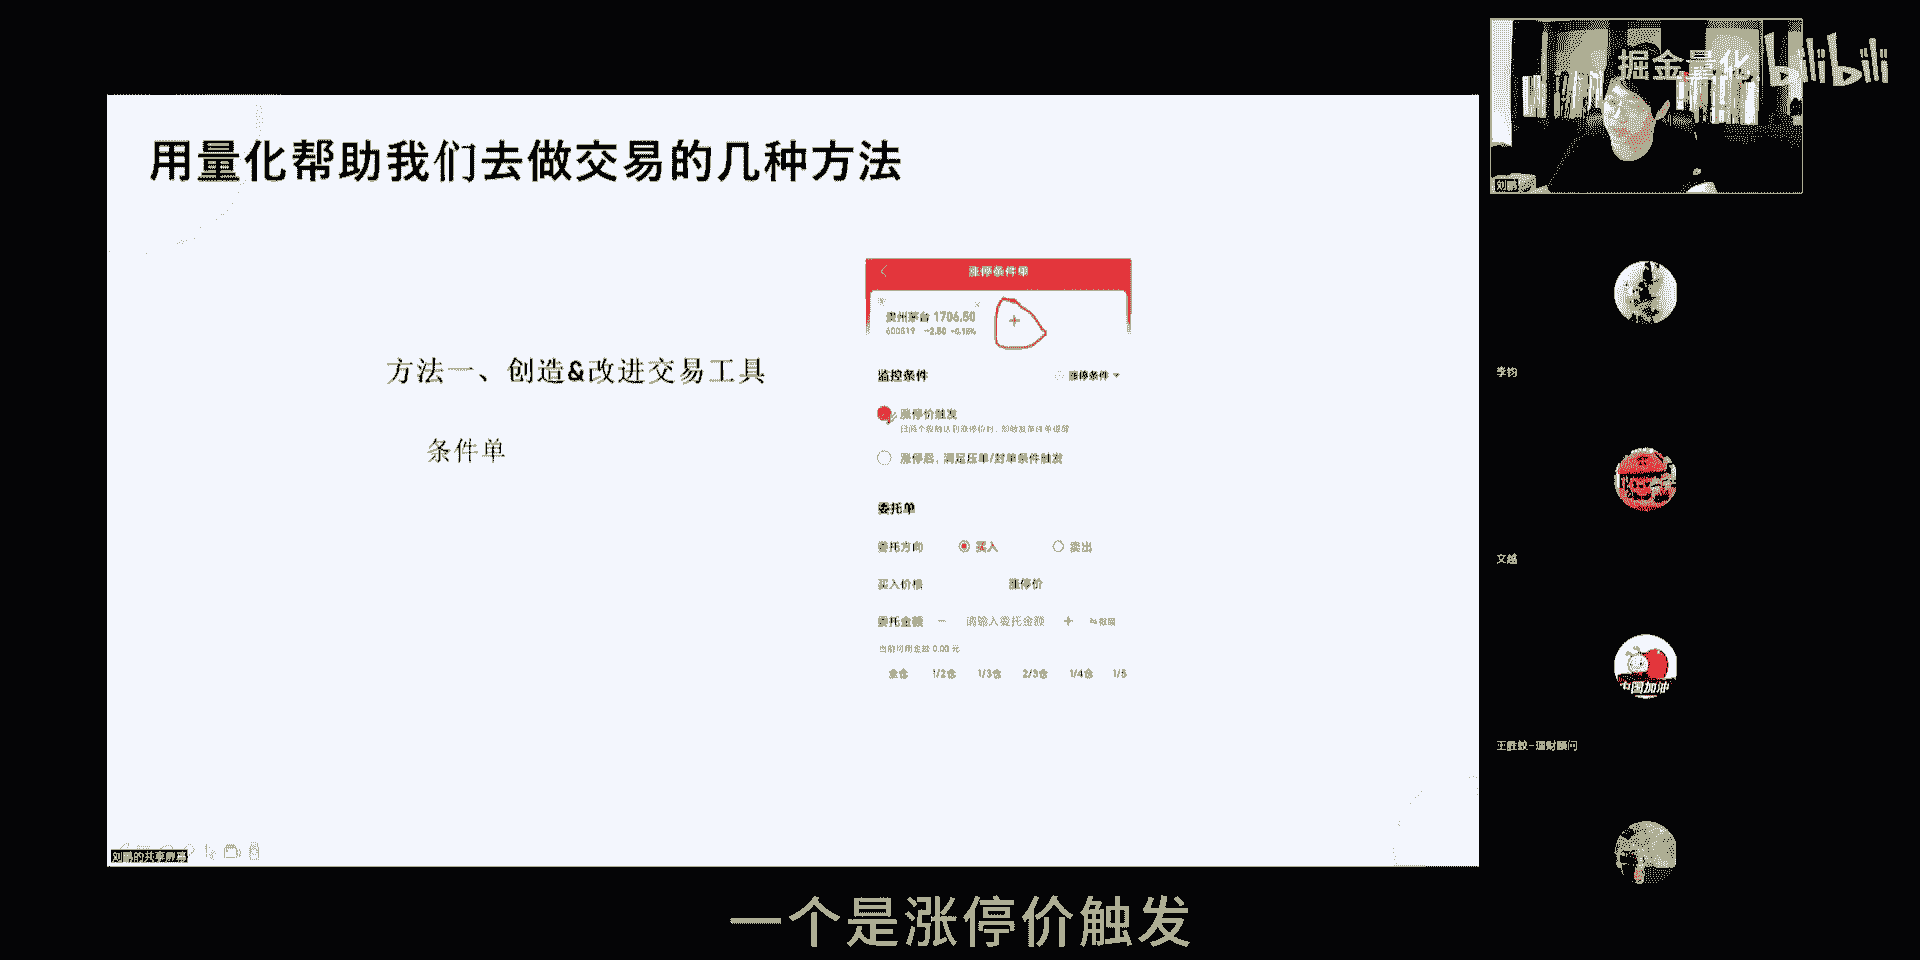 掘金量化 bilibili
刘鹏
用量化帮助我们去做交易的几种方法
方法一、创造&改进交易工具
条件单
涨停条件单
贵州茅台 1706.50
600519 -2.50 -0.15%
监控条件
涨停条件
涨停价触发
涨停后,满足压单/封单条件触发
委托单
委托方向 买入 卖出
买入价格 涨停价
委托金额 − 请输入委托金额 +
当前可用金额 0.00 元
全仓 1/2仓 1/3仓 2/3仓 1/4仓 1/5
李钧
文越
中国加油
理财顾问
刘鹏的共享屏幕
一个是涨停价触发